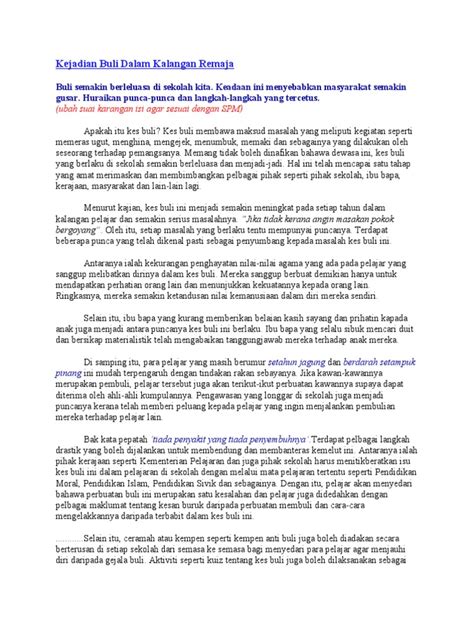 Kejadian Buli Dalam Kalangan Remaja
Buli semakin berleluasa di sekolah kita. Keadaan ini menyebabkan masyarakat semakin
gusar. Huraikan punca-punca dan langkah-langkah yang tercetus.
(ubah suai karangan isi agar sesuai dengan SPM)
Apakah itu kes buli? Kes buli membawa maksud masalah yang meliputi kegiatan seperti
memeras ugut, menghina, mengejek, menumbuk, memaki dan sebagainya yang dilakukan oleh
seseorang terhadap pemangsanya. Memang tidak boleh dinafikan bahawa dewasa ini, kes buli
yang berlaku di sekolah semakin berleluasa dan menjadi-jadi. Hal ini telah mencapai satu tahap
yang amat merimaskan dan membimbangkan pelbagai pihak seperti pihak sekolah, ibu bapa,
kerajaan, masyarakat dan lain-lain lagi.
Menurut kajian, kes buli ini menjadi semakin meningkat pada setiap tahun dalam
kalangan pelajar dan semakin serius masalahnya. "Jika tidak kerana angin masakan pokok
bergoyang". Oleh itu, setiap masalah yang berlaku tentu mempunyai puncanya. Terdapat
beberapa punca yang telah dikenal pasti sebagai penyumbang kepada masalah kes buli ini.
Antaranya ialah kekurangan penghayatan nilai-nilai agama yang ada pada pelajar yang
sanggup melibatkan dirinya dalam kes buli. Mereka sanggup berbuat demikian hanya untuk
mendapatkan perhatian orang lain dan menunjukkan kekuatannya kepada orang lain.
Ringkasnya, mereka semakin ketandusan nilai kemanusiaan dalam diri mereka sendiri.
Selain itu, ibu bapa yang kurang memberikan belaian kasih sayang dan prihatin kapada
anak juga menjadi antara puncanya kes buli ini berlaku. Ibu bapa yang selalu sibuk mencari duit
dan bersikap materialistik telah mengabaikan tanggungjawab mereka terhadap anak mereka.
Di samping itu, para pelajar yang masih berumur setahun jagung dan berdarah setampuk
pinang ini mudah terpengaruh dengan tindakan rakan sebayanya. Jika kawan-kawannya
merupakan pembuli, pelajar tersebut juga akan terikut-ikut perbuatan kawannya supaya dapat
diterima oleh ahli-ahli kumpulannya. Pengawasan yang longgar di sekolah juga menjadi
puncanya kerana telah memberi peluang kepada pelajar yang ingin menjalankan pembulian
mereka terhadap pelajar lain.
Bak kata pepatah 'tiada penyakit yang tiada penyembuhnya'. Terdapat pelbagai langkah
drastik yang boleh dijalankan untuk membendung dan membanteras kemelut ini. Antaranya ialah
pihak kerajaan seperti Kementerian Pelajaran dan juga pihak sekolah harus menitikberatkan isu
kes buli ini dalam pelajaran di sekolah dengan melalui mata pelajaran tertentu seperti Pendidikan
Moral, Pendidikan Islam, Pendidikan Sivik dan sebagainya. Dengan itu, pelajar akan menyedari
bahawa perbuatan buli ini merupakan satu kesalahan dan pelajar juga didedahkan dengan
pelbagai maklumat tentang kesan buruk daripada perbuatan membuli dan cara-cara
mengelakkannya daripada terbabit dalam kes buli ini.
............Selain itu, ceramah atau kempen seperti kempen anti buli juga boleh diadakan secara
berterusan di setiap sekolah dari semasa ke semasa bagi menyedari para pelajar agar menjauhi
diri daripada gejala buli. Aktiviti seperti kuiz tentang kes buli juga boleh dilaksanakan sebagai